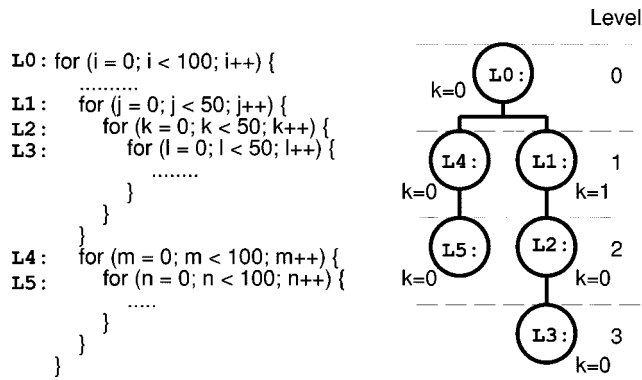 Level
L0: for (i = 0; i < 100; i++) {
..........
L1: for (j = 0; j < 50; j++) {
L2: for (k = 0; k < 50; k++) {
L3: for (l = 0; l < 50; l++) {
........
}
}
}
L4: for (m = 0; m < 100; m++) {
L5: for (n = 0; n < 100; n++) {
.....
}
}
}
L0: 0
k=0
L4: L1: 1
k=0 k=1
L5: L2: 2
k=0 k=0
L3: 3
k=0